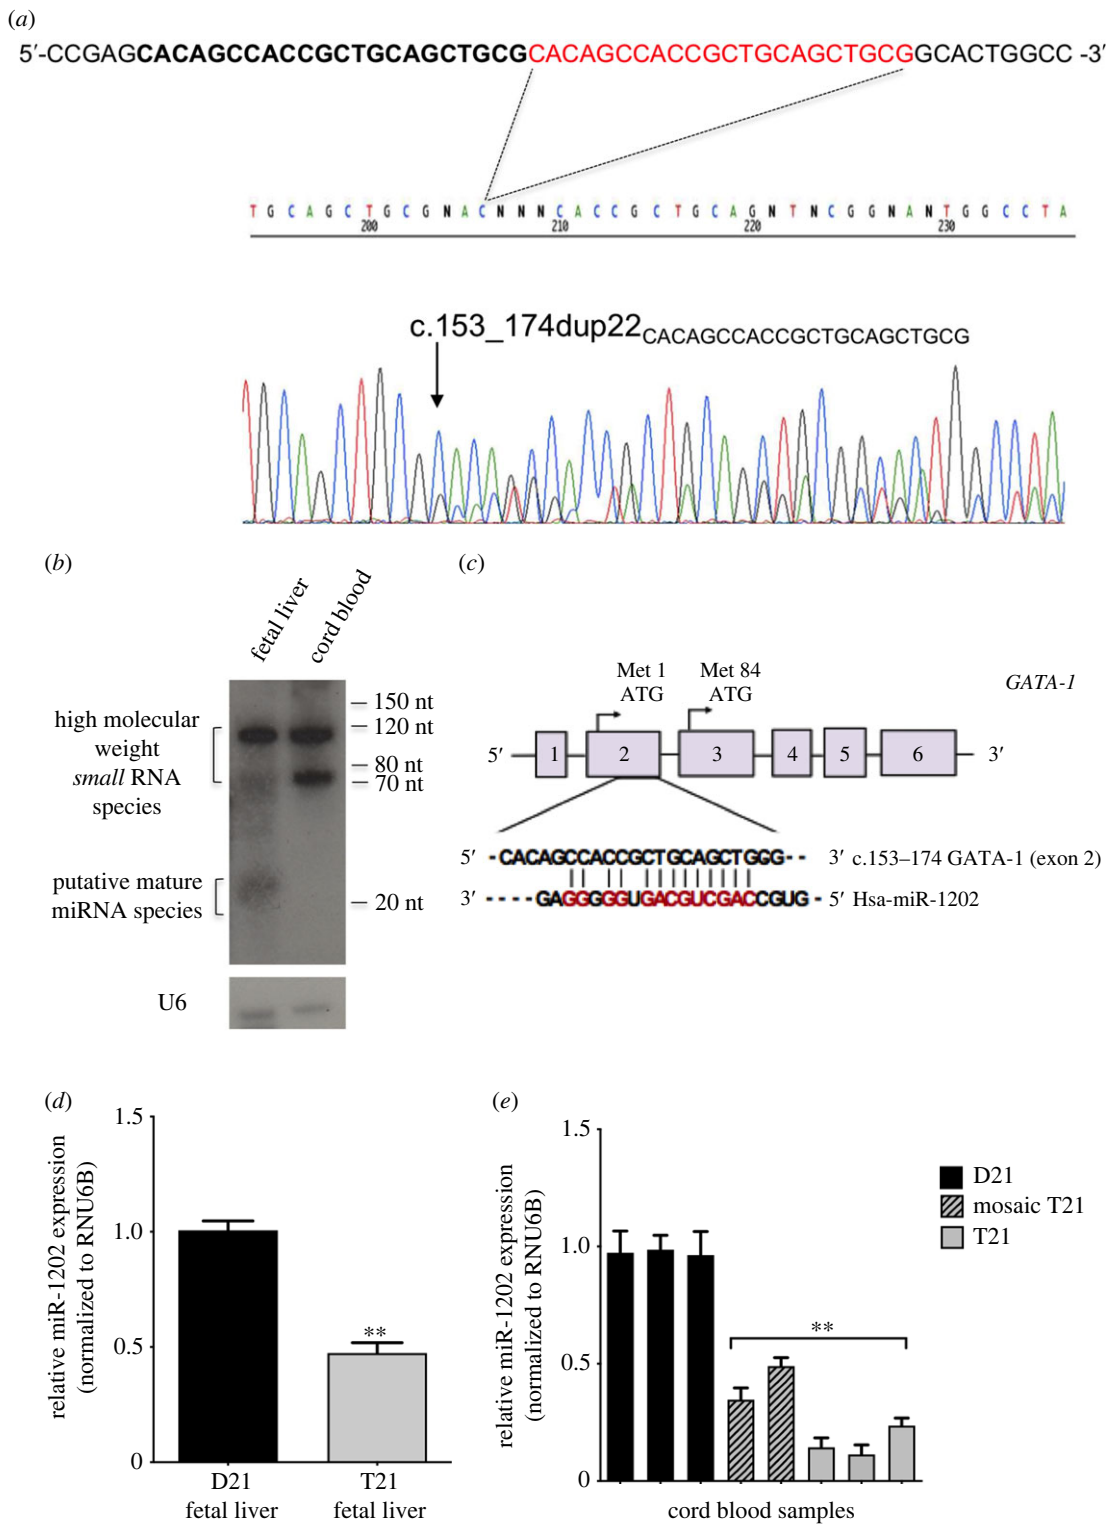 (a)
5′-CCGAGCACAGCCACCGCTGCAGCTGCGCACAGCCACCGCTGCAGCTGCGGCACTGGCC -3′
T G C A G C T G C G N A C N N N C A C C G C T G C A G N T N C G G N A N T G G C C T A
200 210 220 230
c.153_174dup22CACAGCCACCGCTGCAGCTGCG
(b)
fetal liver
cord blood
high molecular
weight
small RNA
species
putative mature
miRNA species
150 nt
120 nt
80 nt
70 nt
20 nt
U6
(c)
Met 1
ATG
Met 84
ATG
GATA-1
5′ 1 2 3 4 5 6 3′
5′ -CACAGCCACCGCTGCAGCTGGG-- 3′ c.153–174 GATA-1 (exon 2)
3′ ----GAGGGGGUGACGUCGACCGUG- 5′ Hsa-miR-1202
(d)
relative miR-1202 expression
(normalized to RNU6B)
1.5
1.0
0.5
0
**
D21
fetal liver
T21
fetal liver
(e)
relative miR-1202 expression
(normalized to RNU6B)
1.5
1.0
0.5
0
**
cord blood samples
D21
mosaic T21
T21